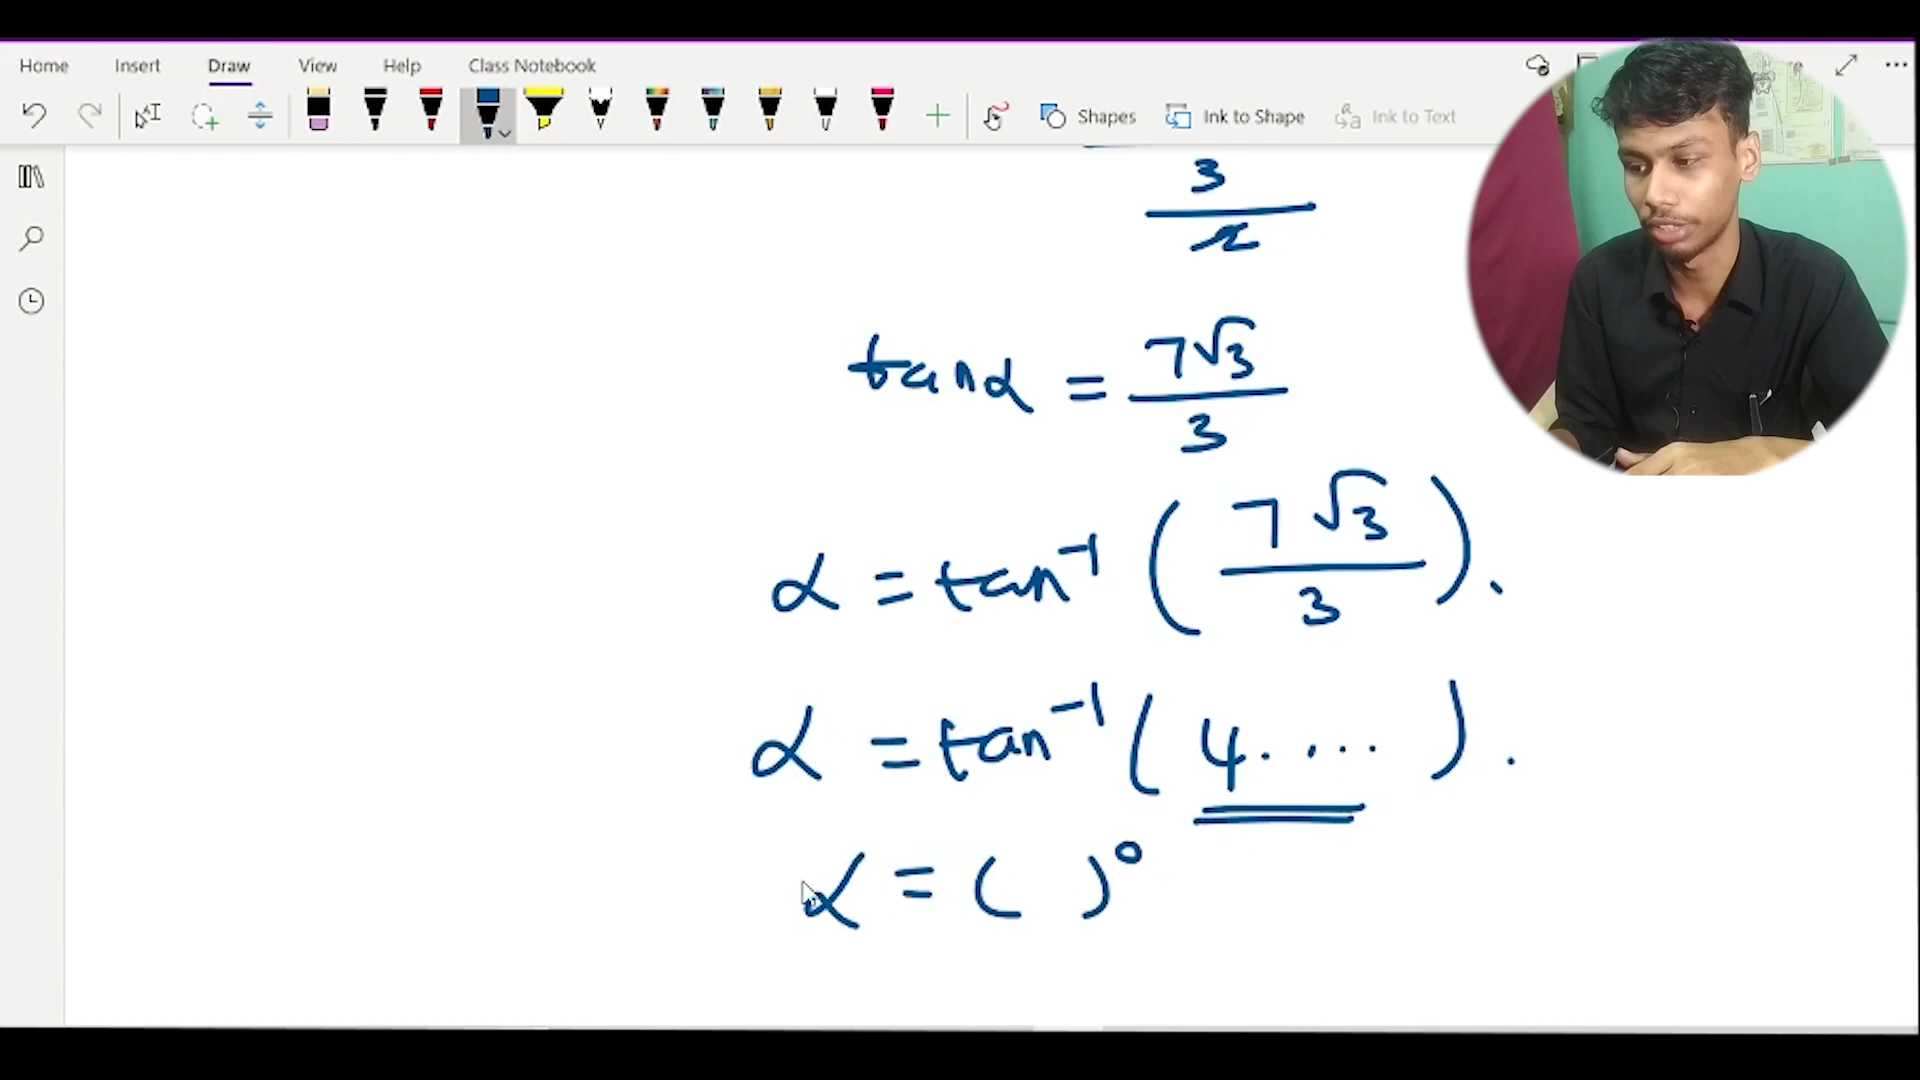 Home Insert Draw View Help Class Notebook
Shapes Ink to Shape Ink to Text
3
tan α = 7√3
3
α = tan⁻¹ ( 7√3
3 ).
α = tan⁻¹ ( 4. .... ) .
α = ( )°